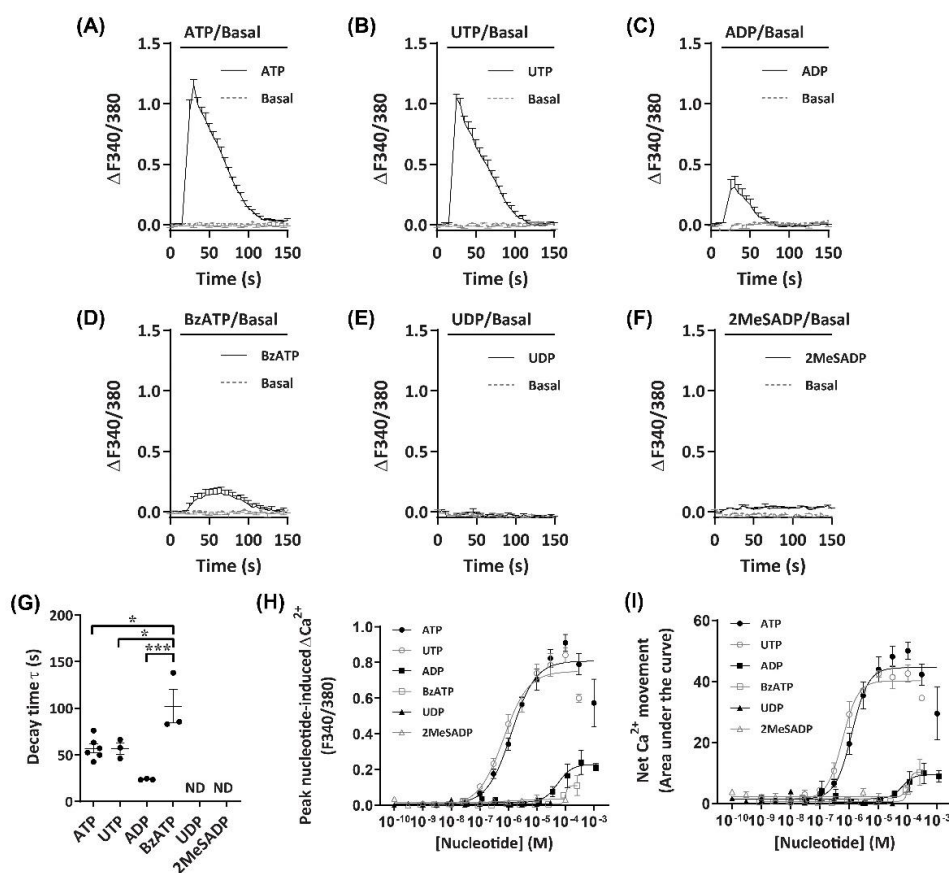 (A)
ATP/Basal
1.5
1.0
0.5
0.0
ΔF340/380
ATP
Basal
0 50 100 150
Time (s)
(B)
UTP/Basal
1.5
1.0
0.5
0.0
ΔF340/380
UTP
Basal
0 50 100 150
Time (s)
(C)
ADP/Basal
1.5
1.0
0.5
0.0
ΔF340/380
ADP
Basal
0 50 100 150
Time (s)
(D)
BzATP/Basal
1.5
1.0
0.5
0.0
ΔF340/380
BzATP
Basal
0 50 100 150
Time (s)
(E)
UDP/Basal
1.5
1.0
0.5
0.0
ΔF340/380
UDP
Basal
0 50 100 150
Time (s)
(F)
2MeSADP/Basal
1.5
1.0
0.5
0.0
ΔF340/380
2MeSADP
Basal
0 50 100 150
Time (s)
(G)
200
150
100
50
0
Decay time τ (s)
*
*
***
ND ND
ATP
UTP
ADP
BzATP
UDP
2MeSADP
(H)
Peak nucleotide-induced ΔCa²⁺
(F340/380)
1.0
0.8
0.6
0.4
0.2
0.0
ATP
UTP
ADP
BzATP
UDP
2MeSADP
10⁻¹⁰ 10⁻⁹ 10⁻⁸ 10⁻⁷ 10⁻⁶ 10⁻⁵ 10⁻⁴ 10⁻³
[Nucleotide] (M)
(I)
Net Ca²⁺ movement
(Area under the curve)
60
40
20
0
ATP
UTP
ADP
BzATP
UDP
2MeSADP
10⁻¹⁰ 10⁻⁹ 10⁻⁸ 10⁻⁷ 10⁻⁶ 10⁻⁵ 10⁻⁴ 10⁻³
[Nucleotide] (M)